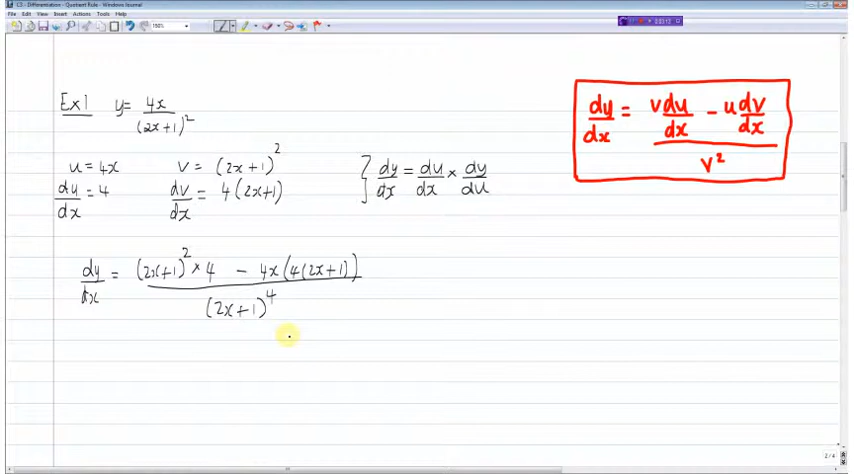 C3 - Differentiation - Quotient Rule - Windows Journal
File Edit View Insert Actions Tools Help
150%
Ex1 y = 4x / (2x+1)²
u = 4x v = (2x+1)² } dy/dx = du/dx × dy/du
du/dx = 4 dv/dx = 4(2x+1)
dy/dx = ((2x+1)² × 4 − 4x(4(2x+1))) / (2x+1)⁴
dy/dx = (v du/dx − u dv/dx) / v²
2 / 4